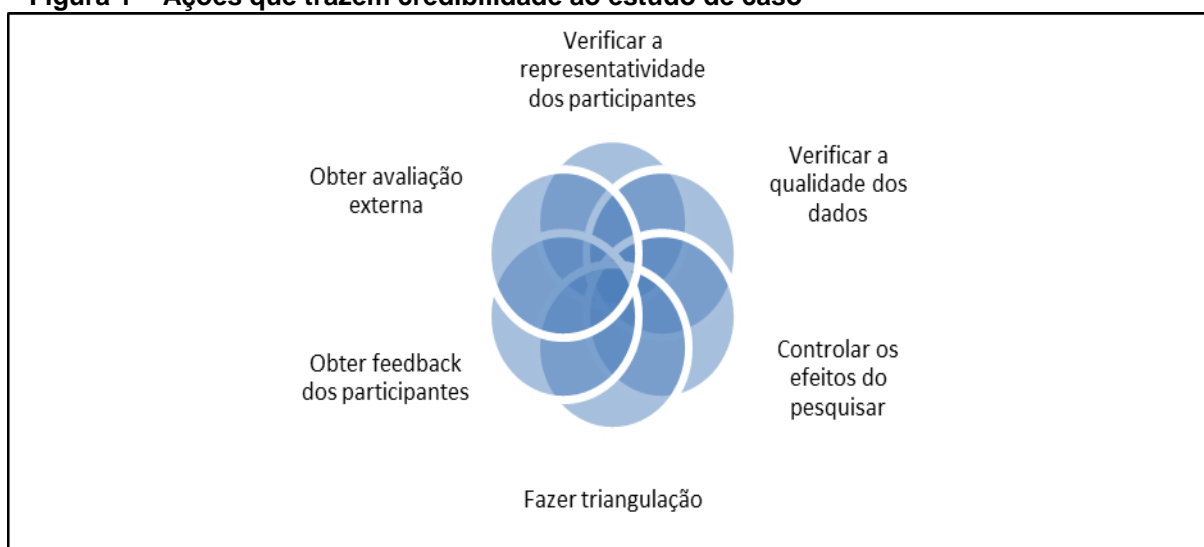 Figura 1 – Ações que trazem credibilidade ao estudo de caso
Verificar a
representatividade
dos participantes
Verificar a
qualidade dos
dados
Controlar os
efeitos do
pesquisar
Fazer triangulação
Obter feedback
dos participantes
Obter avaliação
externa